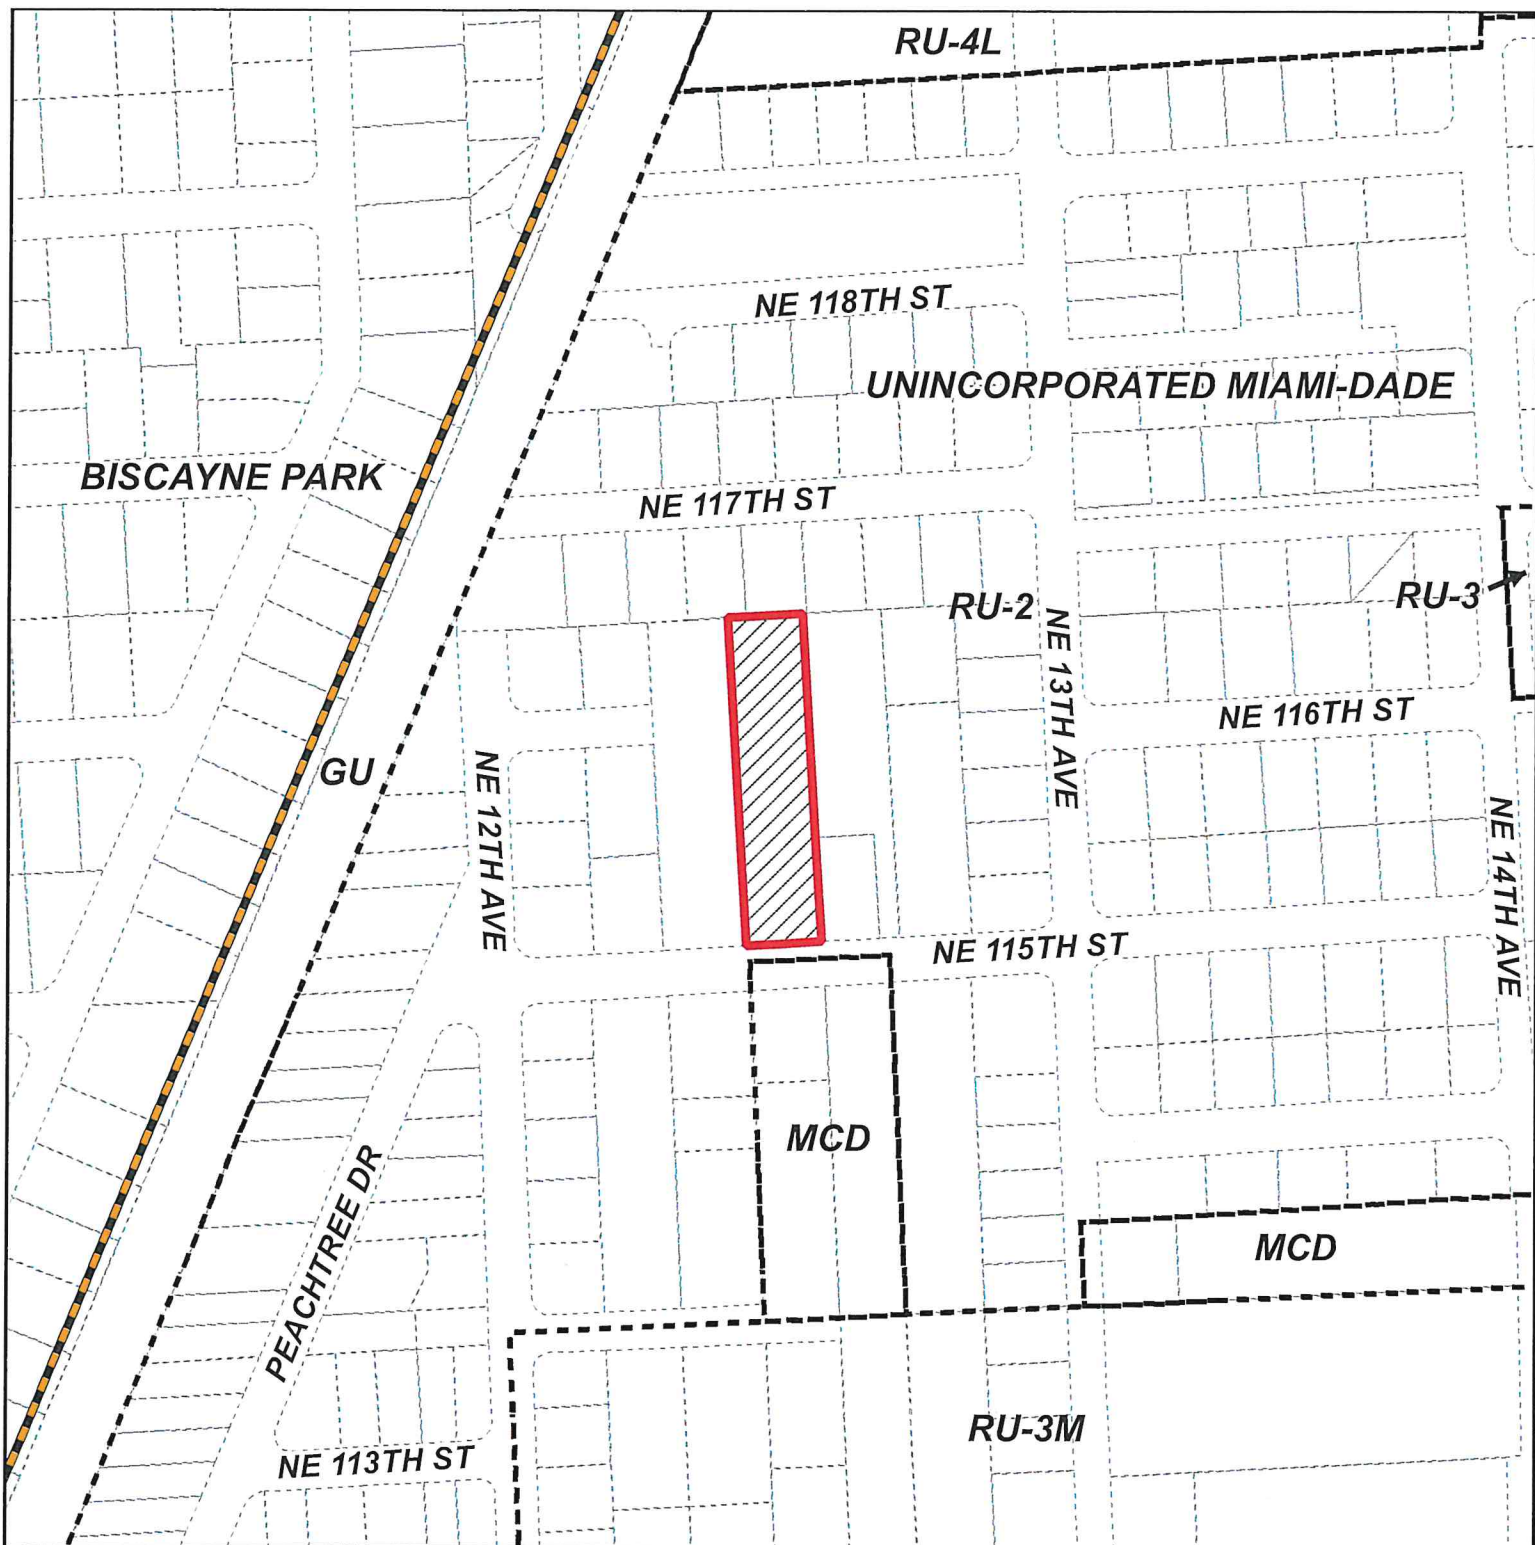 RU-4L
NE 118TH ST
UNINCORPORATED MIAMI-DADE
BISCAYNE PARK
NE 117TH ST
RU-2
RU-3
NE 13TH AVE
NE 116TH ST
GU
NE 12TH AVE
NE 14TH AVE
NE 115TH ST
MCD
PEACHTREE DR
MCD
RU-3M
NE 113TH ST